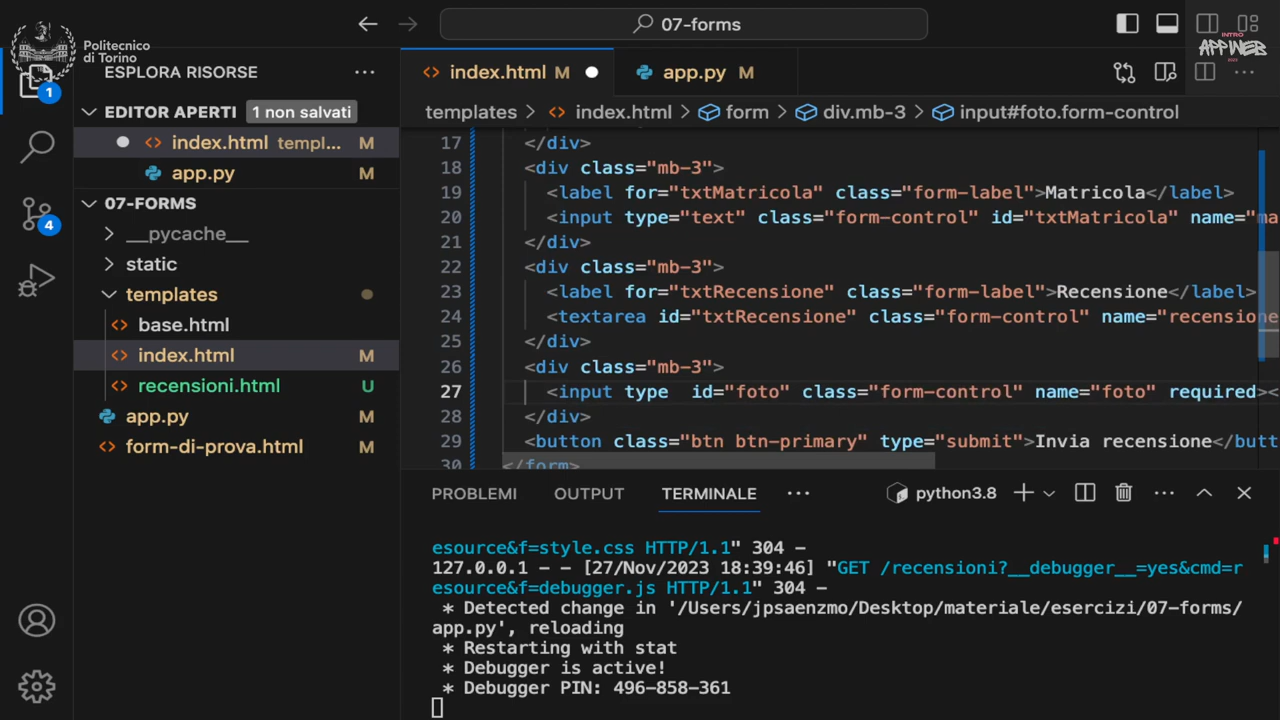 07-forms
Politecnico
di Torino
INTRO
APPWEB
ESPLORA RISORSE
index.html M
app.py M
1
EDITOR APERTI 1 non salvati
templates index.html form div.mb-3 input#foto.form-control
index.html templ... M
app.py M
07-FORMS
4
__pycache__
static
templates
base.html
index.html M
recensioni.html U
app.py M
form-di-prova.html M
17 </div>
18 <div class="mb-3">
19 <label for="txtMatricola" class="form-label">Matricola</label>
20 <input type="text" class="form-control" id="txtMatricola" name="ma
21 </div>
22 <div class="mb-3">
23 <label for="txtRecensione" class="form-label">Recensione</label>
24 <textarea id="txtRecensione" class="form-control" name="recensione
25 </div>
26 <div class="mb-3">
27 <input type  id="foto" class="form-control" name="foto" required><
28 </div>
29 <button class="btn btn-primary" type="submit">Invia recensione</butt
30 </form>
PROBLEMI OUTPUT TERMINALE python3.8
esource&f=style.css HTTP/1.1" 304 -
127.0.0.1 - - [27/Nov/2023 18:39:46] "GET /recensioni?__debugger__=yes&cmd=r
esource&f=debugger.js HTTP/1.1" 304 -
* Detected change in '/Users/jpsaenzmo/Desktop/materiale/esercizi/07-forms/
app.py', reloading
* Restarting with stat
* Debugger is active!
* Debugger PIN: 496-858-361